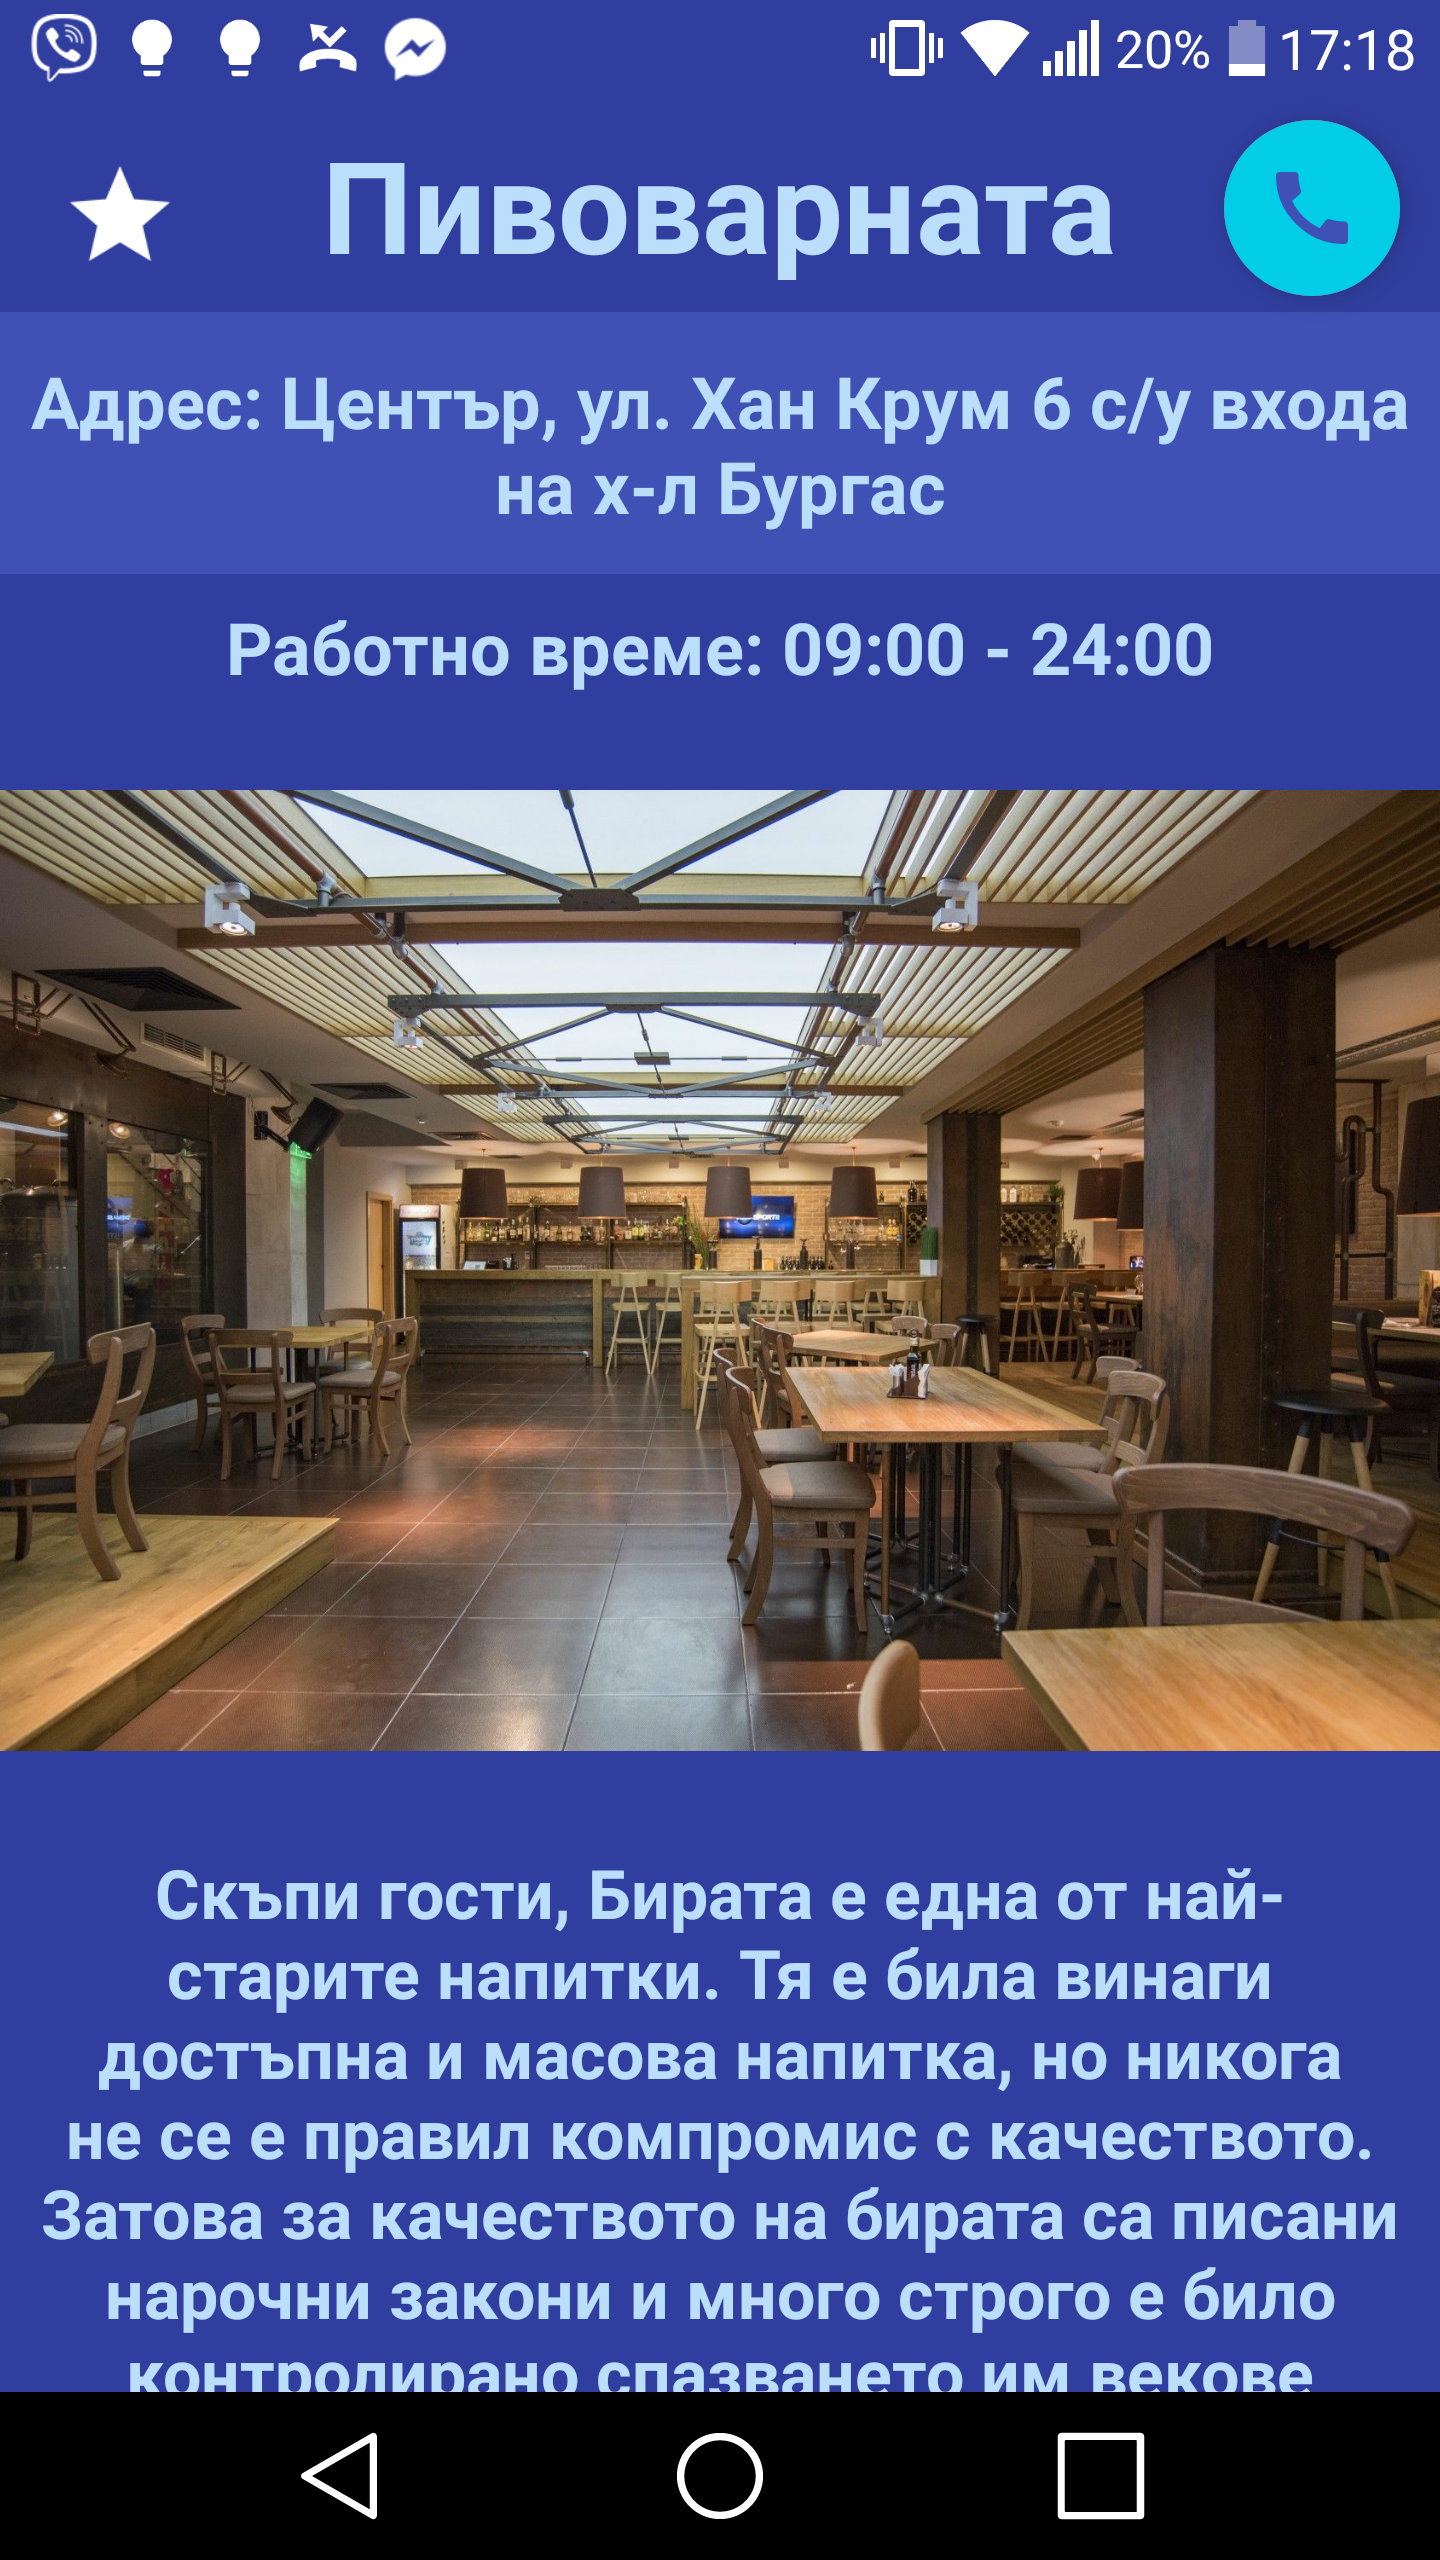 20% 17:18
Пивоварната
Адрес: Център, ул. Хан Крум 6 с/у входа
на х-л Бургас
Работно време: 09:00 - 24:00
Скъпи гости, Бирата е една от най-
старите напитки. Тя е била винаги
достъпна и масова напитка, но никога
не се е правил компромис с качеството.
Затова за качеството на бирата са писани
нарочни закони и много строго е било
контролирано спазването им векове